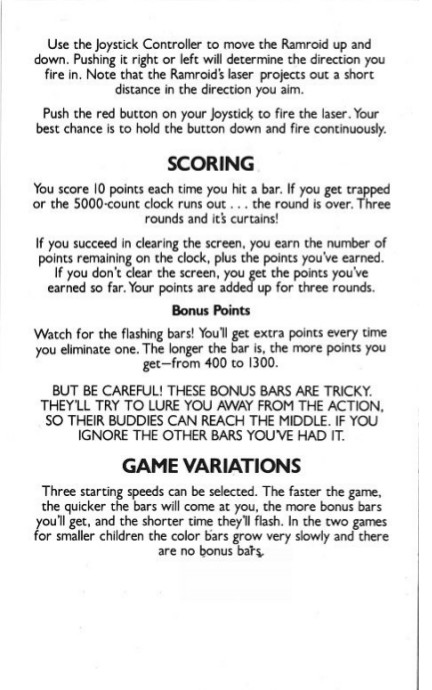 Use the Joystick Controller to move the Ramroid up and
down. Pushing it right or left will determine the direction you
fire in. Note that the Ramroid's laser projects out a short
distance in the direction you aim.
Push the red button on your Joystick to fire the laser. Your
best chance is to hold the button down and fire continuously.
SCORING
You score 10 points each time you hit a bar. If you get trapped
or the 5000-count clock runs out . . . the round is over. Three
rounds and it's curtains!
If you succeed in clearing the screen, you earn the number of
points remaining on the clock, plus the points you've earned.
If you don't clear the screen, you get the points you've
earned so far. Your points are added up for three rounds.
Bonus Points
Watch for the flashing bars! You'll get extra points every time
you eliminate one. The longer the bar is, the more points you
get—from 400 to 1300.
BUT BE CAREFUL! THESE BONUS BARS ARE TRICKY.
THEY'LL TRY TO LURE YOU AWAY FROM THE ACTION,
SO THEIR BUDDIES CAN REACH THE MIDDLE. IF YOU
IGNORE THE OTHER BARS YOU'VE HAD IT.
GAME VARIATIONS
Three starting speeds can be selected. The faster the game,
the quicker the bars will come at you, the more bonus bars
you'll get, and the shorter time they'll flash. In the two games
for smaller children the color bars grow very slowly and there
are no bonus bars.